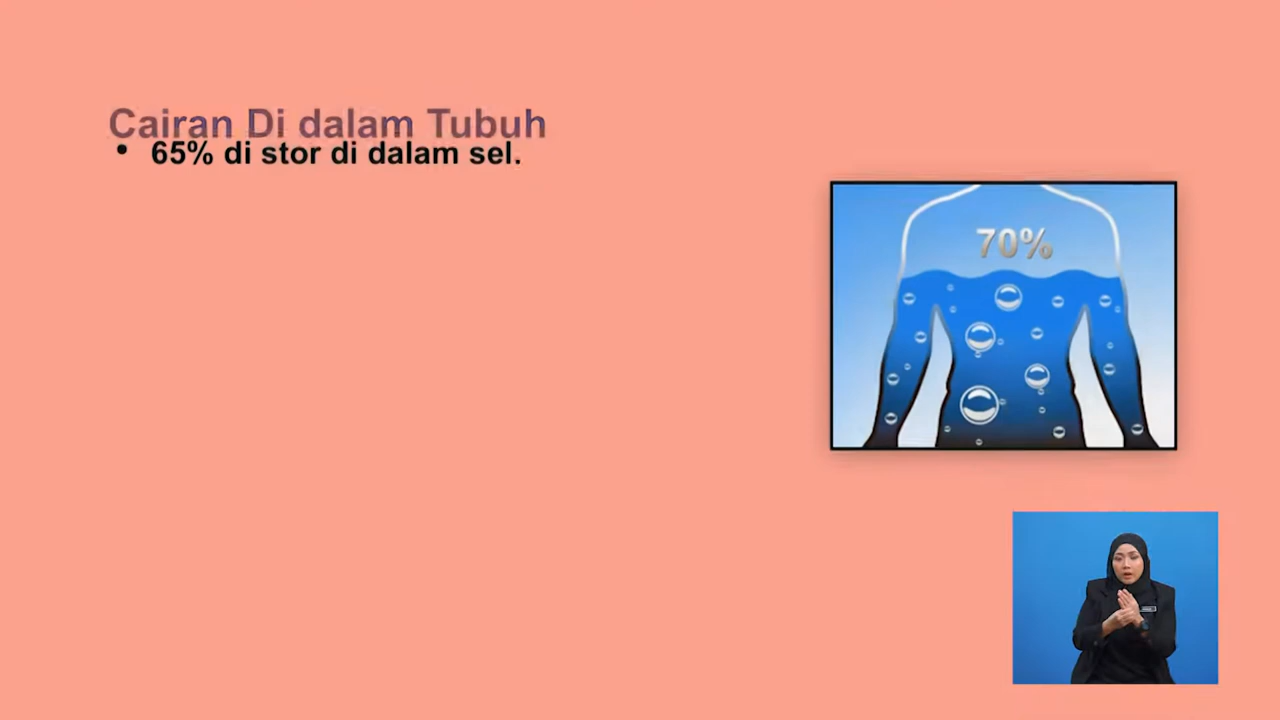 Cairan Di dalam Tubuh
• 65% di stor di dalam sel.
70%